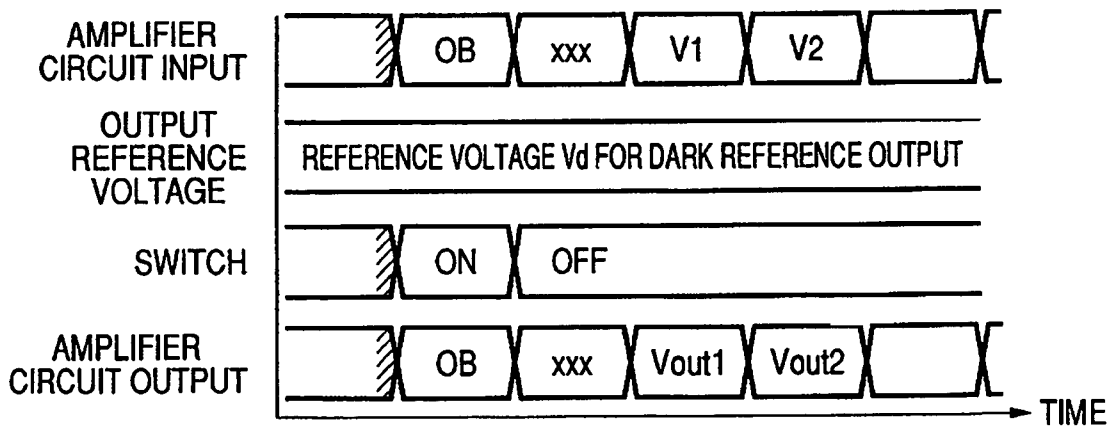 AMPLIFIER
CIRCUIT INPUT
OB xxx V1 V2
OUTPUT
REFERENCE
VOLTAGE
REFERENCE VOLTAGE Vd FOR DARK REFERENCE OUTPUT
SWITCH
ON OFF
AMPLIFIER
CIRCUIT OUTPUT
OB xxx Vout1 Vout2
TIME